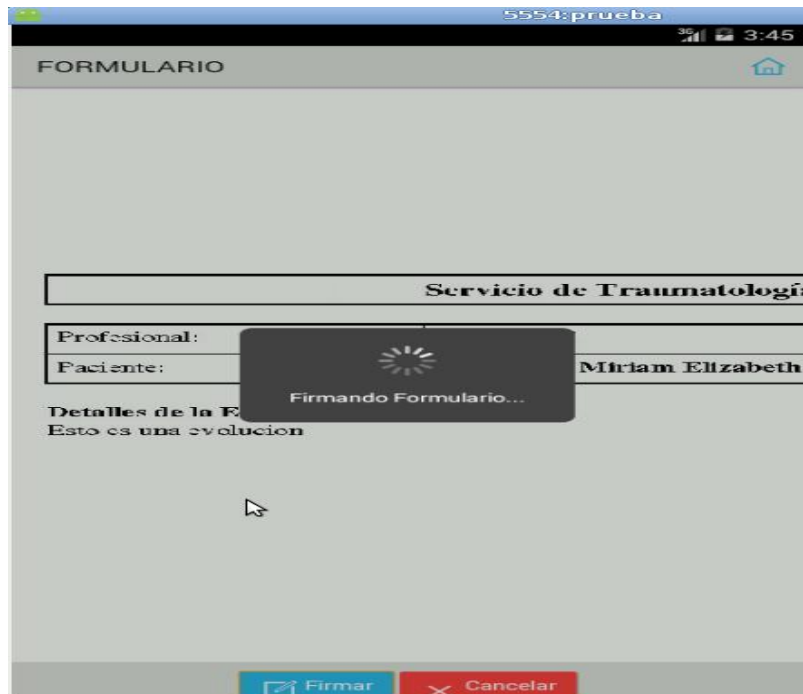 5554:prueba
3G 3:45
FORMULARIO
Servicio de Traumatologí
Profesional:
Paciente: Miriam Elizabeth
Firmando Formulario...
Detalles de la E
Esto es una evolucion
Firmar Cancelar